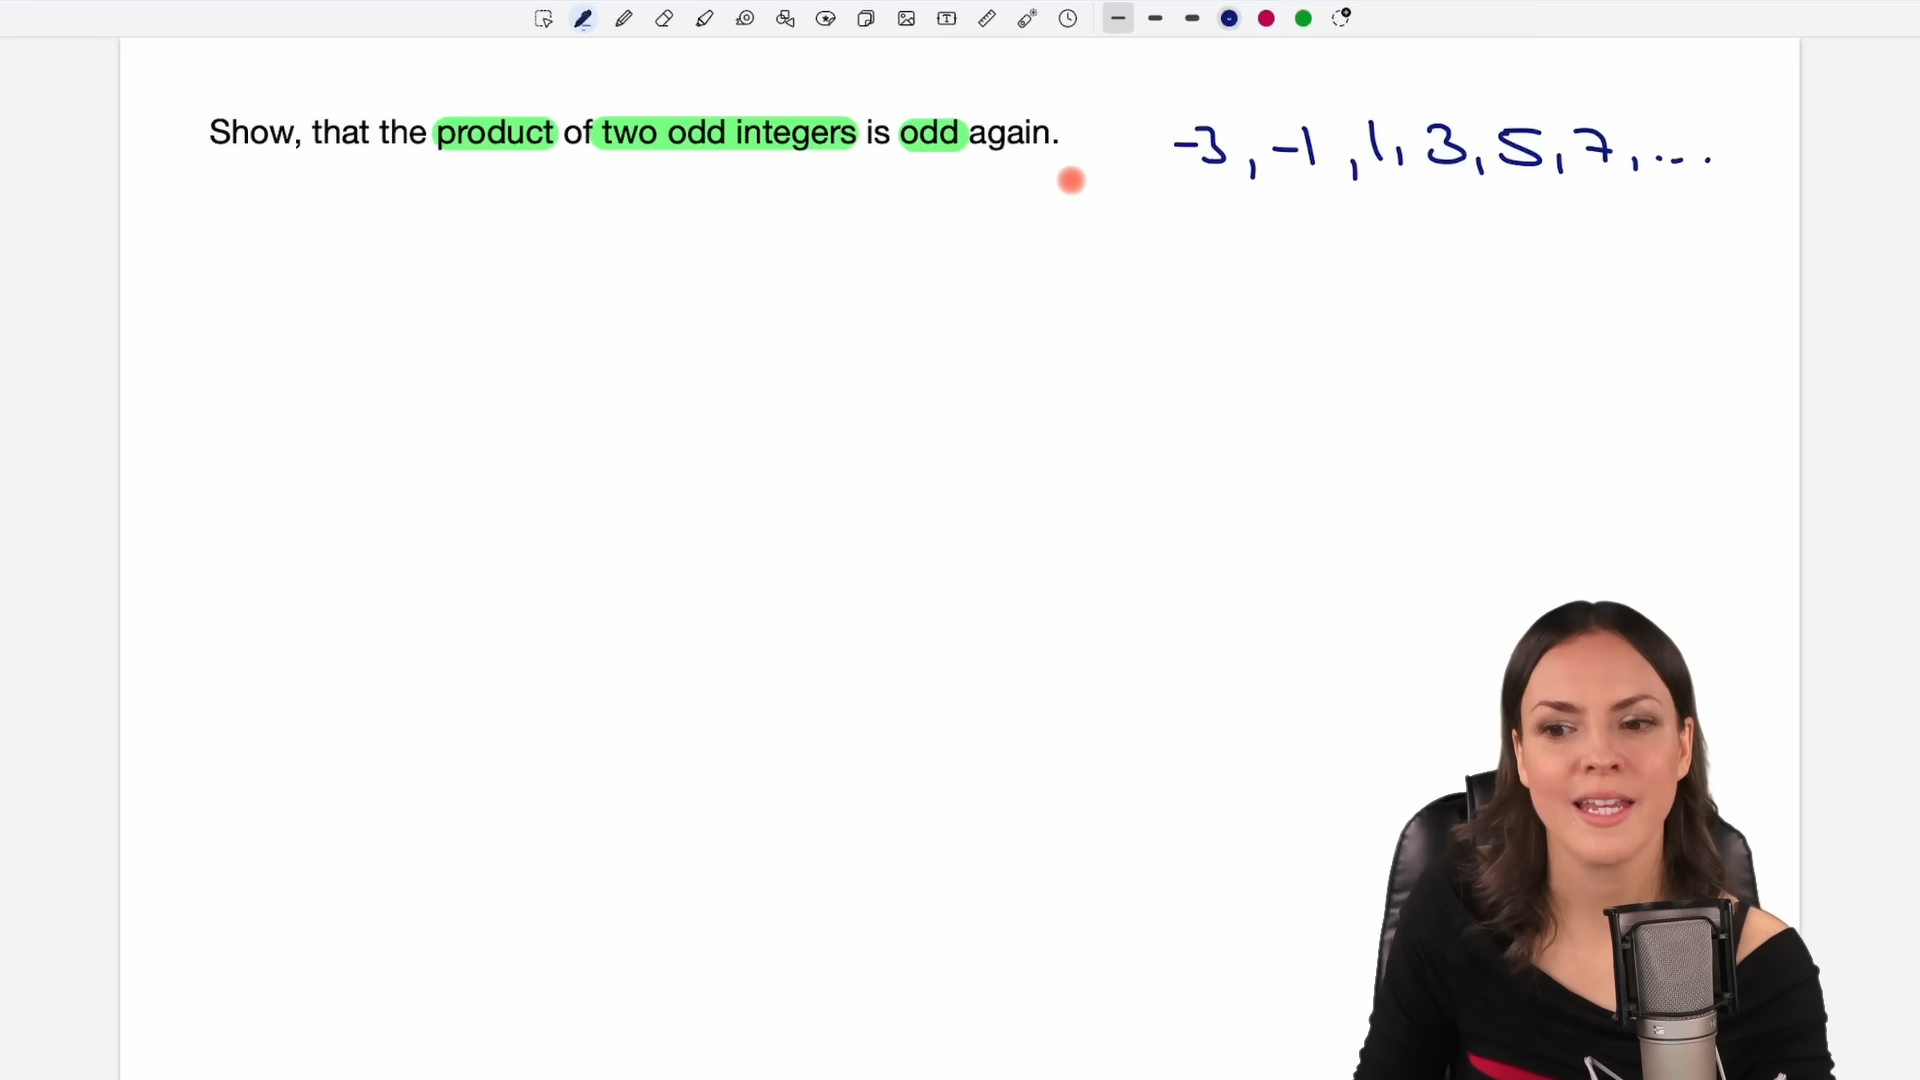 Show, that the product of two odd integers is odd again.
-3, -1, 1, 3, 5, 7, ...